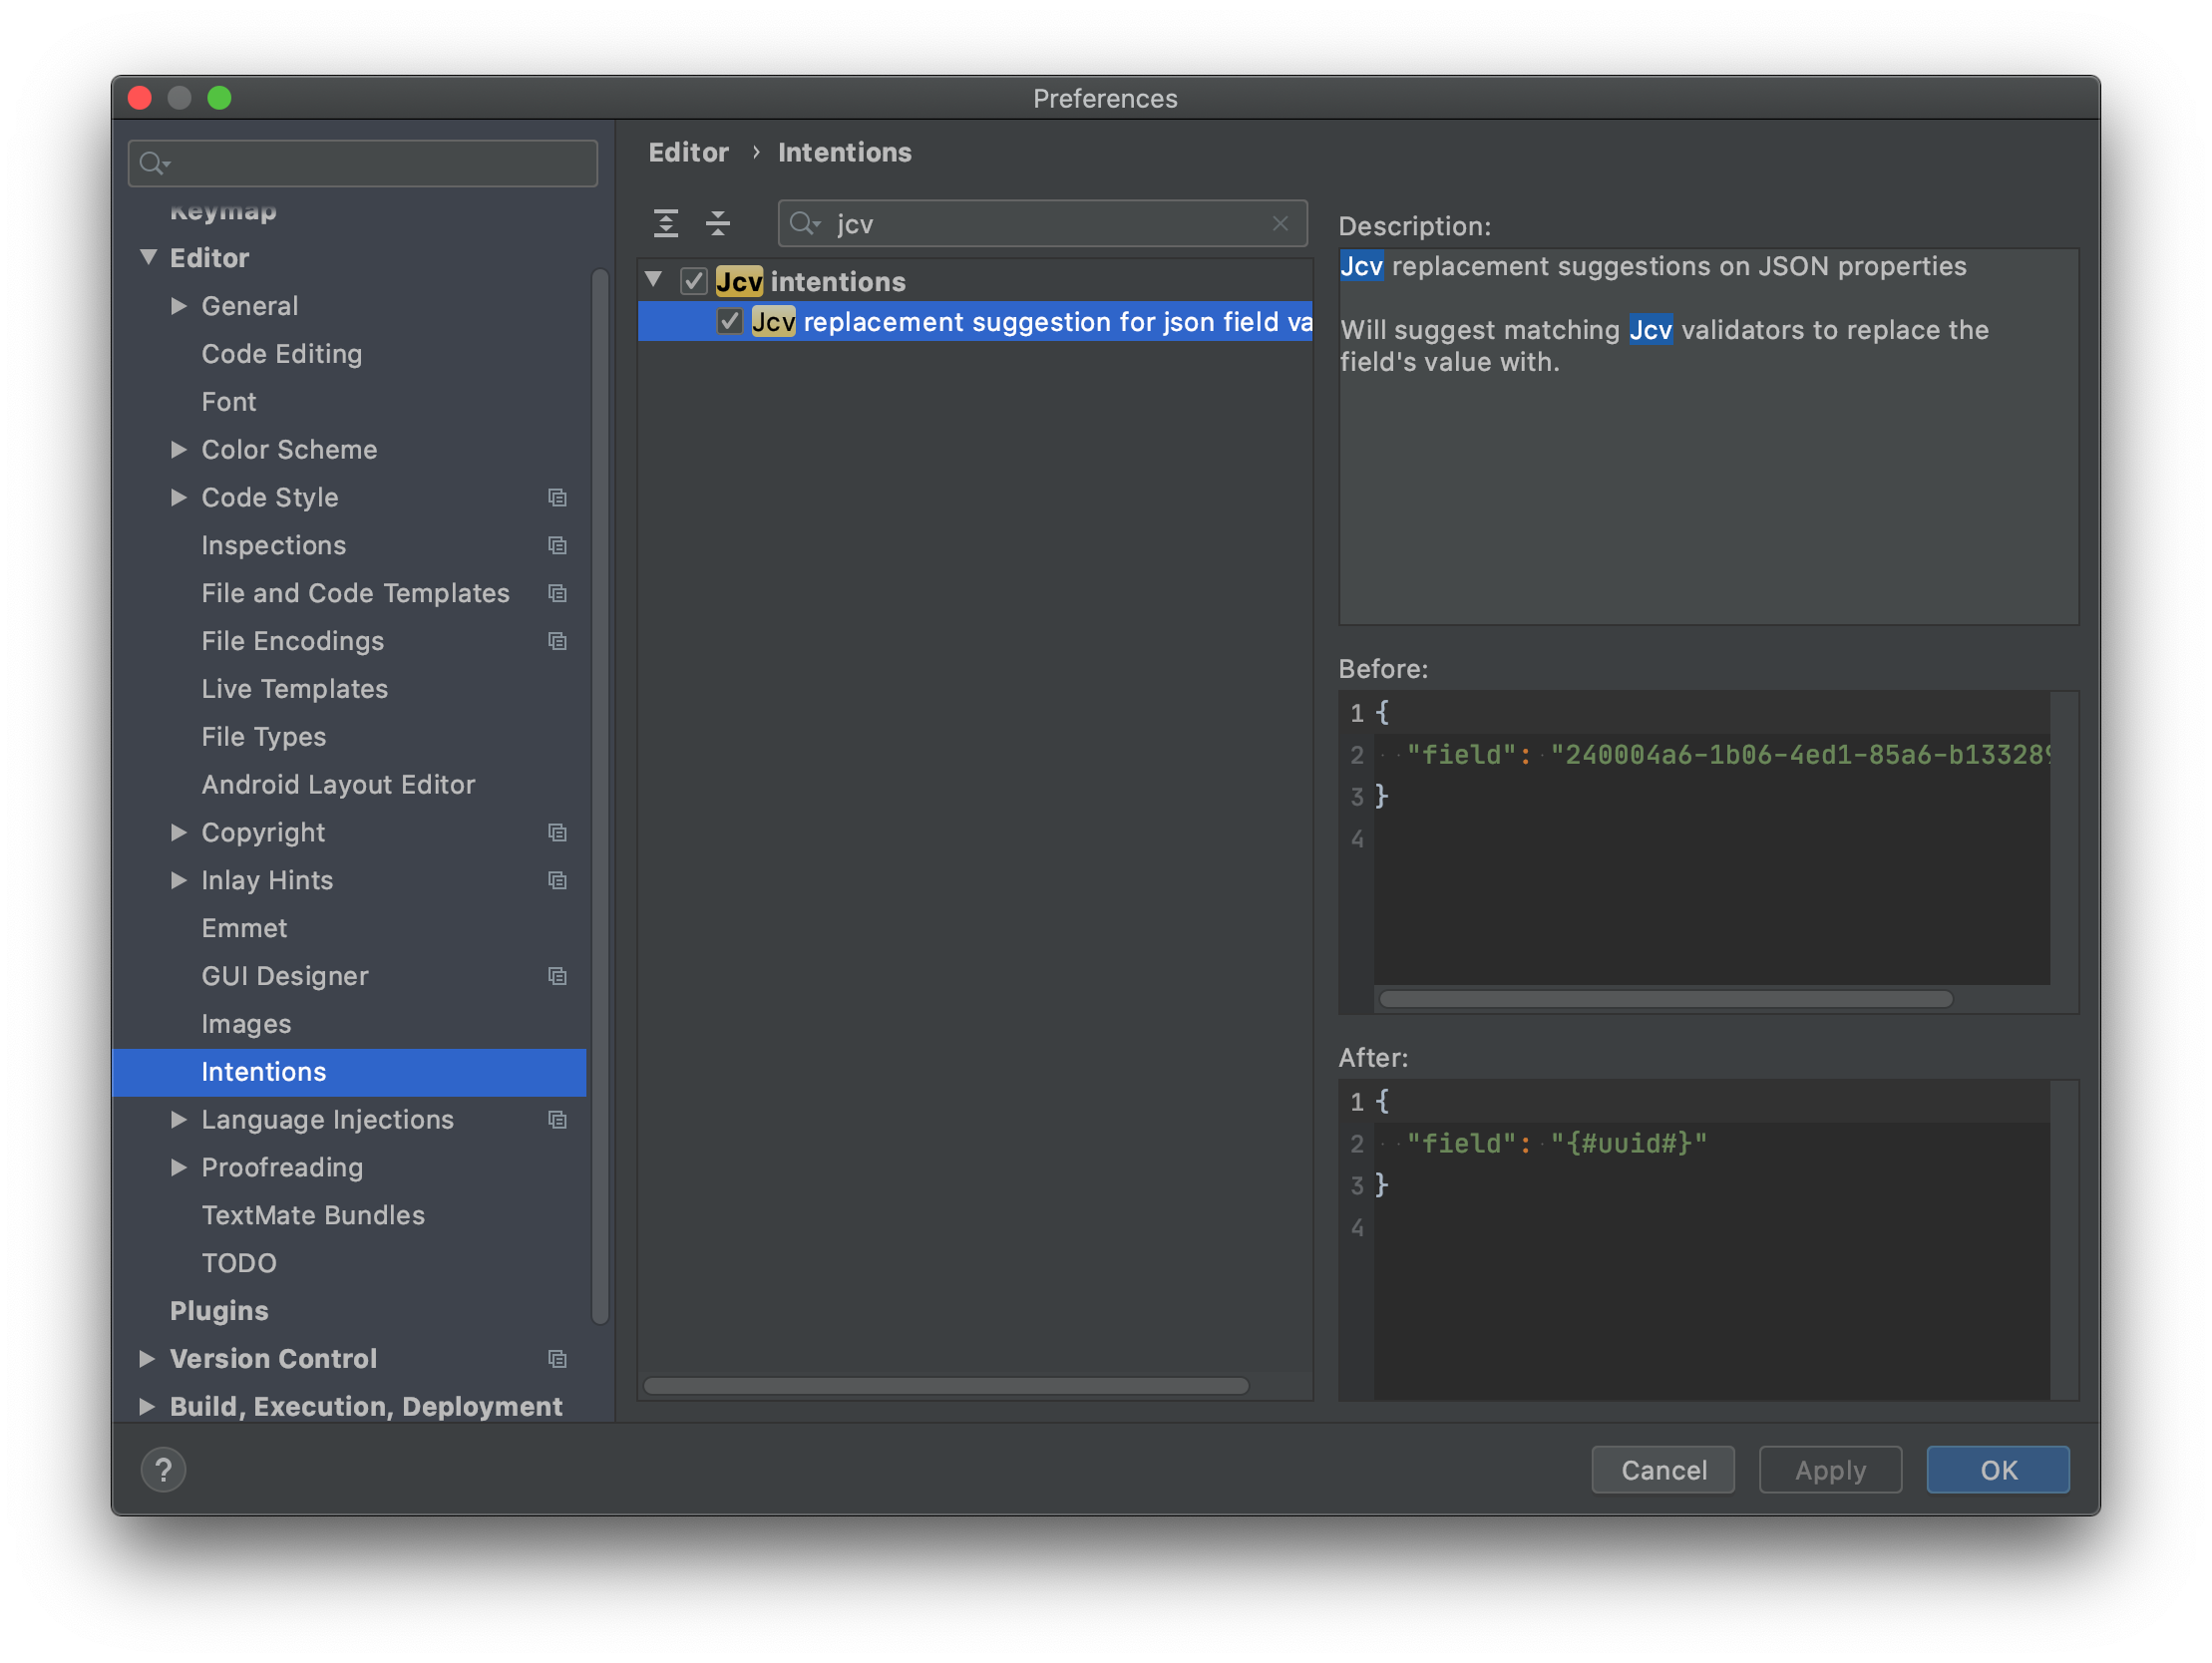 Preferences
Keymap
Editor
General
Code Editing
Font
Color Scheme
Code Style
Inspections
File and Code Templates
File Encodings
Live Templates
File Types
Android Layout Editor
Copyright
Inlay Hints
Emmet
GUI Designer
Images
Intentions
Language Injections
Proofreading
TextMate Bundles
TODO
Plugins
Version Control
Build, Execution, Deployment
Editor › Intentions
jcv
Jcv intentions
Jcv replacement suggestion for json field va
Description:
Jcv replacement suggestions on JSON properties
Will suggest matching Jcv validators to replace the
field's value with.
Before:
1 {
2 "field": "240004a6-1b06-4ed1-85a6-b133289
3 }
4
After:
1 {
2 "field": "{#uuid#}"
3 }
4
?
Cancel
Apply
OK